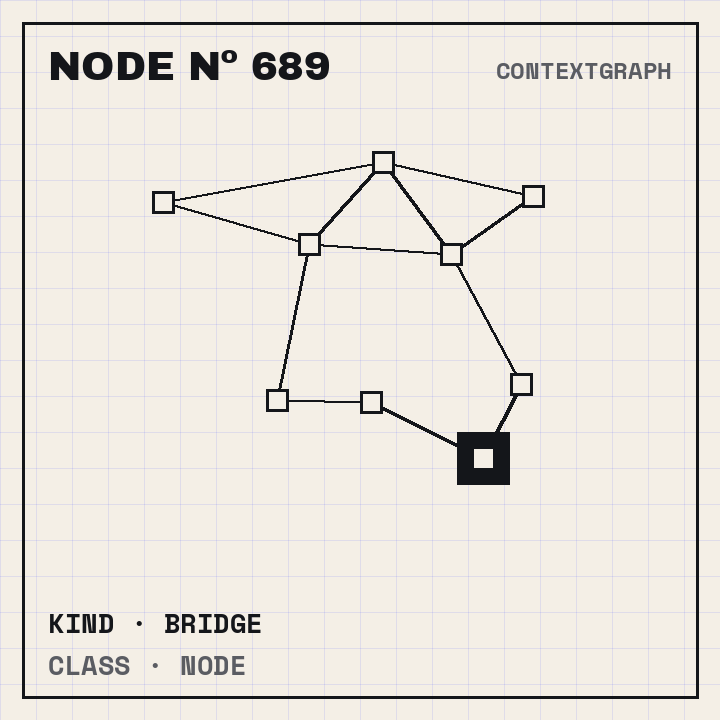 NODE Nº 689
CONTEXTGRAPH
KIND · BRIDGE
CLASS · NODE